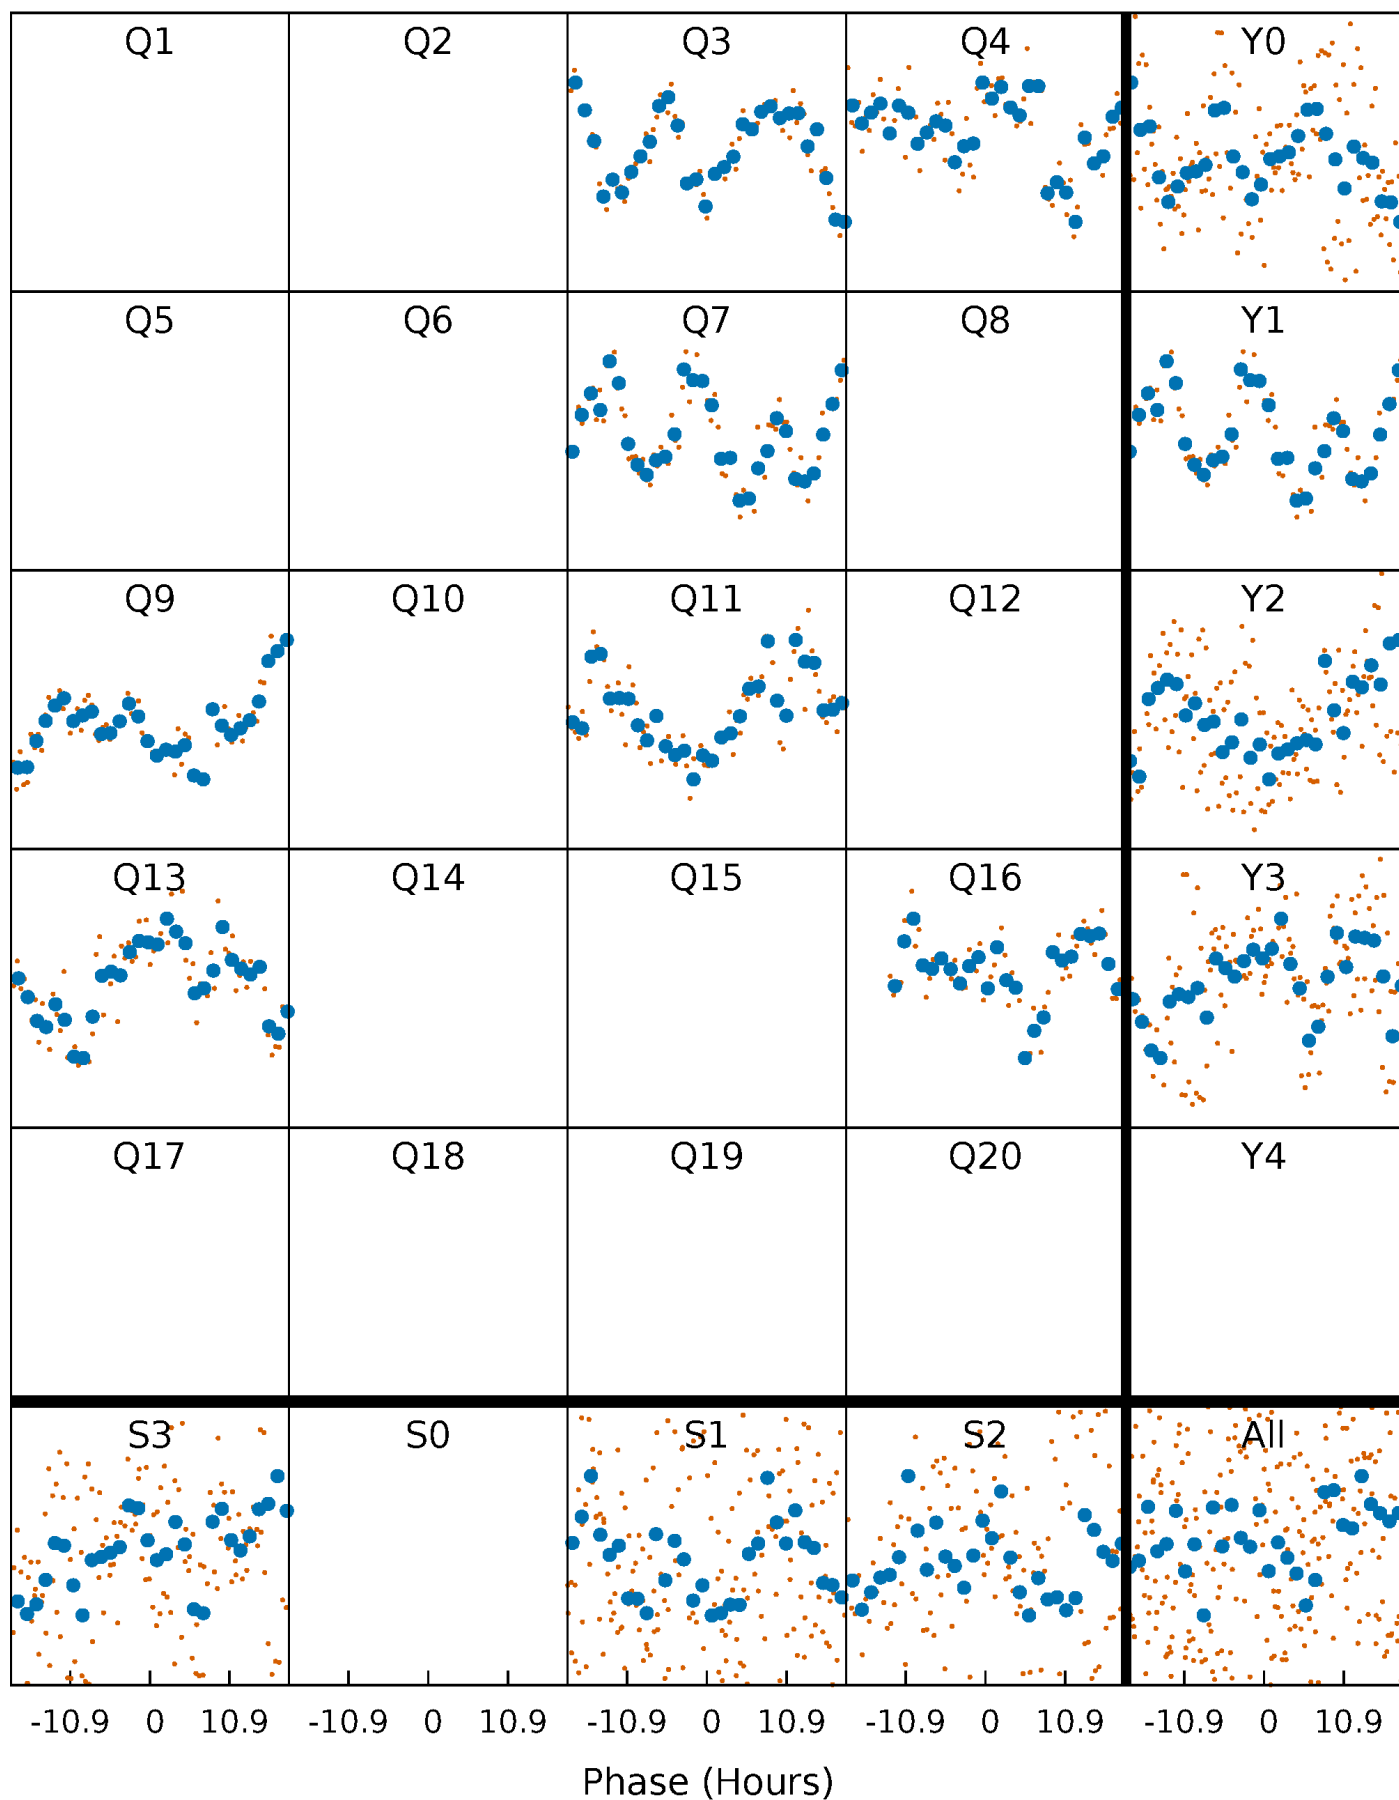 Q1 Q2 Q3 Q4 Y0
Q5 Q6 Q7 Q8 Y1
Q9 Q10 Q11 Q12 Y2
Q13 Q14 Q15 Q16 Y3
Q17 Q18 Q19 Q20 Y4
S3 S0 S1 S2 All
-10.9 0 10.9 -10.9 0 10.9 -10.9 0 10.9 -10.9 0 10.9 -10.9 0 10.9
Phase (Hours)